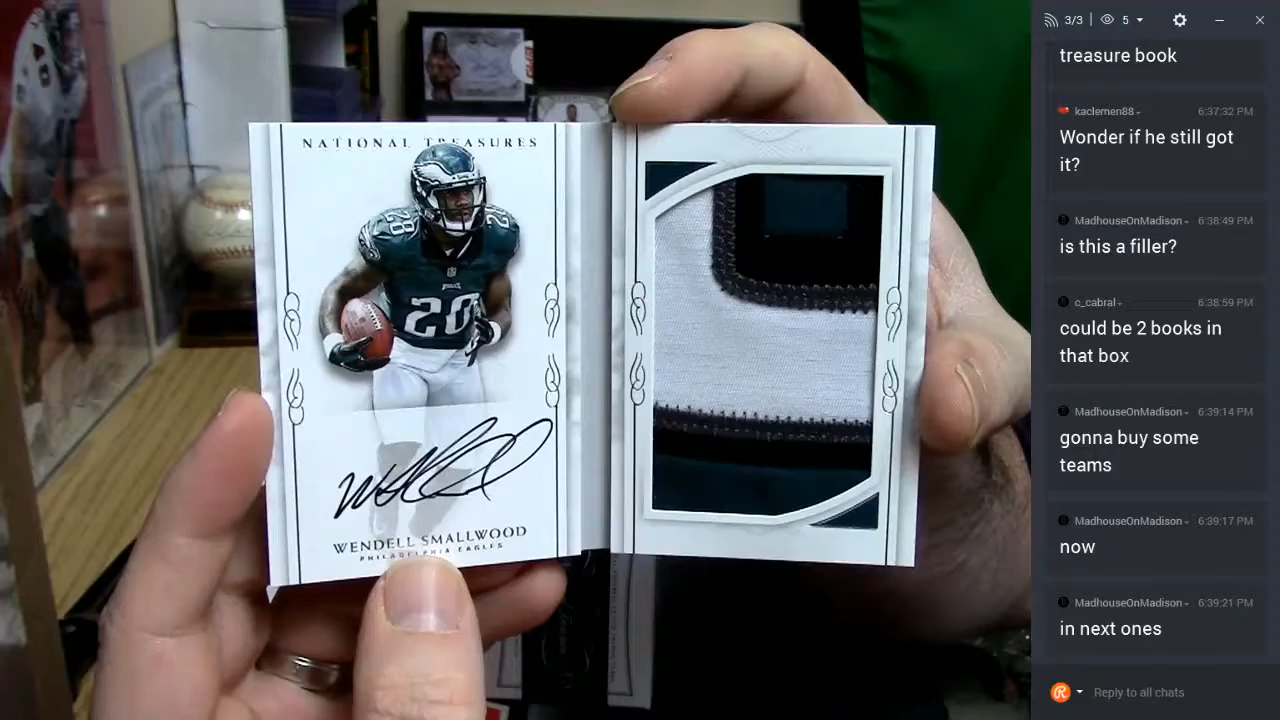 NATIONAL TREASURES
28
28
20
EAGLES
WENDELL SMALLWOOD
PHILADELPHIA EAGLES
3/3
5
treasure book
kaclemen88
6:37:32 PM
Wonder if he still got
it?
MadhouseOnMadison
6:38:49 PM
is this a filler?
c_cabral
6:38:59 PM
could be 2 books in
that box
MadhouseOnMadison
6:39:14 PM
gonna buy some
teams
MadhouseOnMadison
6:39:17 PM
now
MadhouseOnMadison
6:39:21 PM
in next ones
Reply to all chats